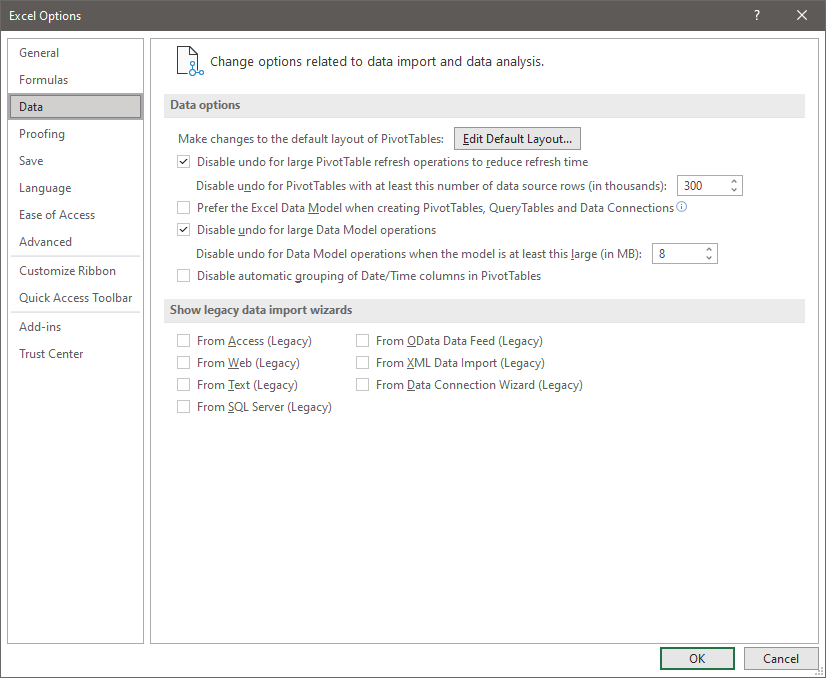 Excel Options
?
General
Formulas
Data
Proofing
Save
Language
Ease of Access
Advanced
Customize Ribbon
Quick Access Toolbar
Add-ins
Trust Center
Change options related to data import and data analysis.
Data options
Make changes to the default layout of PivotTables: Edit Default Layout...
Disable undo for large PivotTable refresh operations to reduce refresh time
Disable undo for PivotTables with at least this number of data source rows (in thousands): 300
Prefer the Excel Data Model when creating PivotTables, QueryTables and Data Connections
Disable undo for large Data Model operations
Disable undo for Data Model operations when the model is at least this large (in MB): 8
Disable automatic grouping of Date/Time columns in PivotTables
Show legacy data import wizards
From Access (Legacy) From OData Data Feed (Legacy)
From Web (Legacy) From XML Data Import (Legacy)
From Text (Legacy) From Data Connection Wizard (Legacy)
From SQL Server (Legacy)
OK Cancel